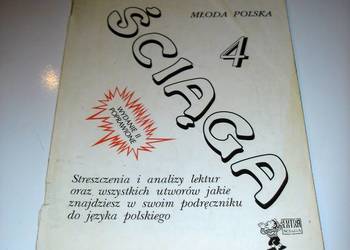 MŁODA POLSKA
4
ŚCIĄGA
WYDANIE II
POPRAWIONE
Streszczenia i analizy lektur
oraz wszystkich utworów jakie
znajdziesz w swoim podręczniku
do języka polskiego